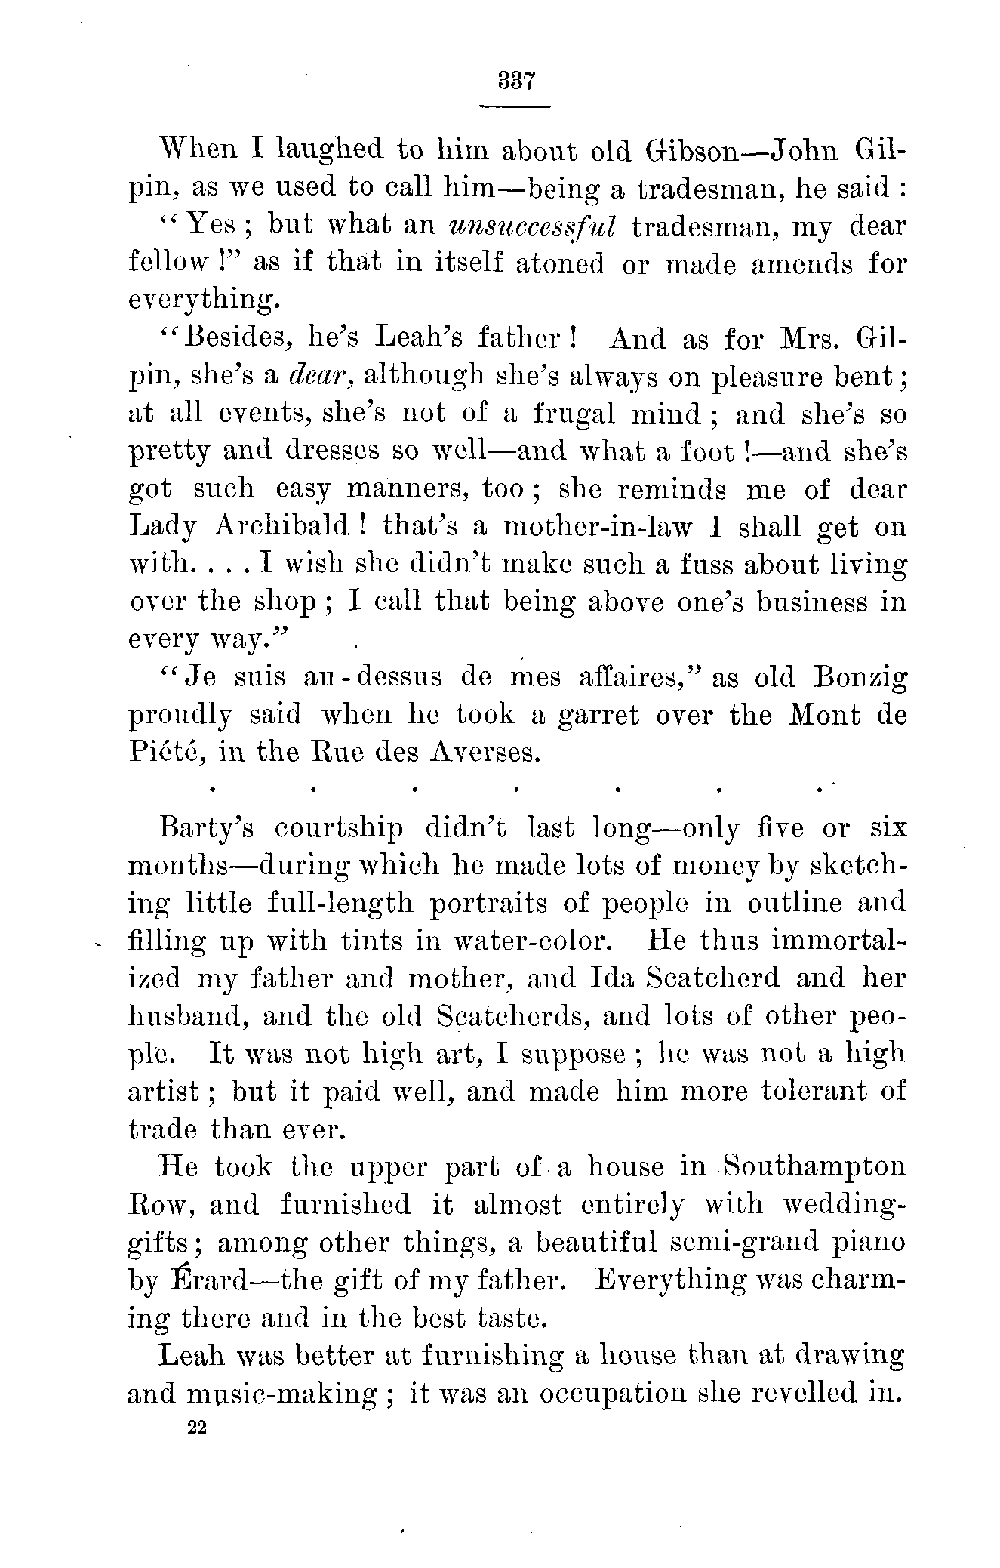 337
When I laughed to him about old Gibson—John Gil-
pin, as we used to call him—being a tradesman, he said :
“Yes ; but what an unsuccessful tradesman, my dear
fellow !” as if that in itself atoned or made amends for
everything.
“Besides, he’s Leah’s father ! And as for Mrs. Gil-
pin, she’s a dear, although she’s always on pleasure bent ;
at all events, she’s not of a frugal mind ; and she’s so
pretty and dresses so well—and what a foot !—and she’s
got such easy manners, too ; she reminds me of dear
Lady Archibald ! that’s a mother-in-law I shall get on
with. . . . I wish she didn’t make such a fuss about living
over the shop ; I call that being above one’s business in
every way.”
“Je suis au-dessus de mes affaires,” as old Bonzig
proudly said when he took a garret over the Mont de
Piété, in the Rue des Averses.
. . . . . . .
Barty’s courtship didn’t last long—only five or six
months—during which he made lots of money by sketch-
ing little full-length portraits of people in outline and
filling up with tints in water-color. He thus immortal-
ized my father and mother, and Ida Scatcherd and her
husband, and the old Scatcherds, and lots of other peo-
ple. It was not high art, I suppose ; he was not a high
artist ; but it paid well, and made him more tolerant of
trade than ever.
He took the upper part of a house in Southampton
Row, and furnished it almost entirely with wedding-
gifts ; among other things, a beautiful semi-grand piano
by Érard—the gift of my father. Everything was charm-
ing there and in the best taste.
Leah was better at furnishing a house than at drawing
and music-making ; it was an occupation she revelled in.
22